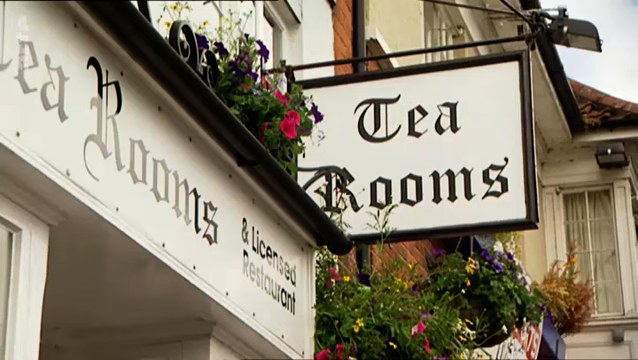 Tea Rooms
& Licensed
Restaurant
Tea
Rooms